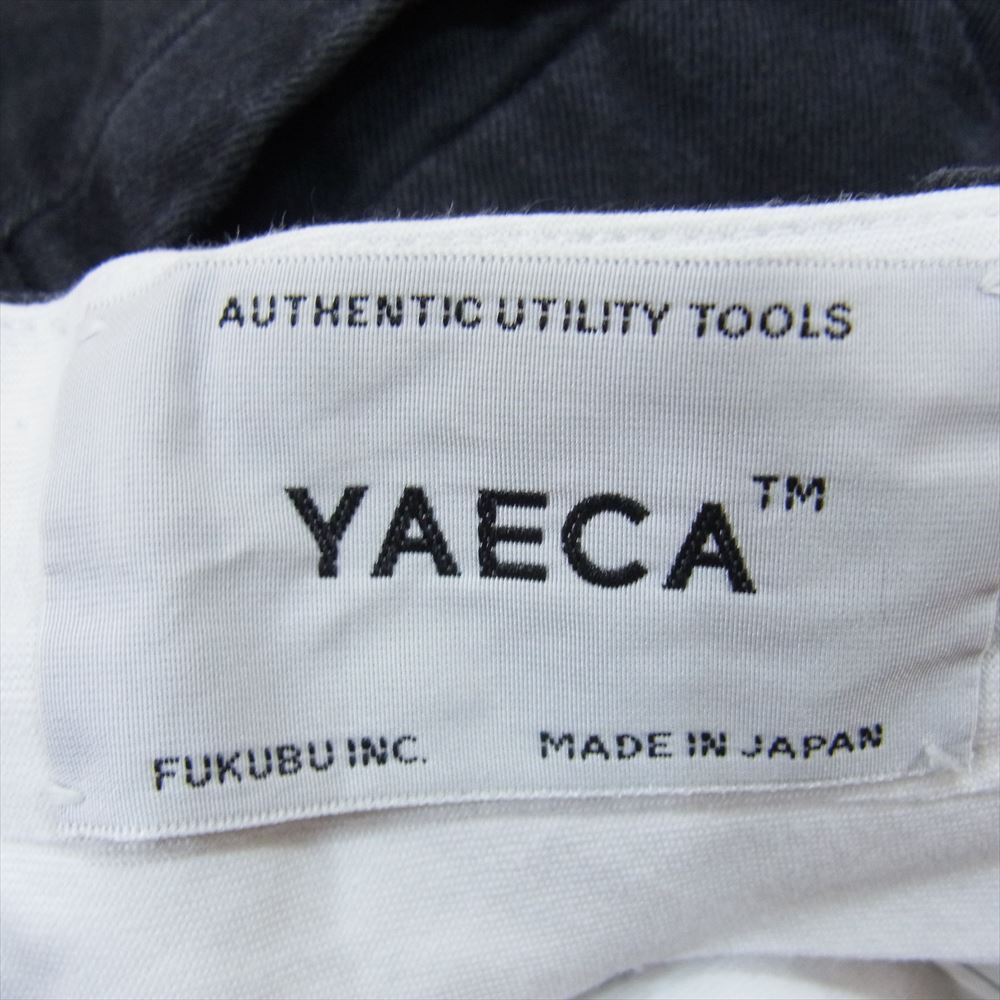 AUTHENTIC UTILITY TOOLS
YAECA™
FUKUBU INC. MADE IN JAPAN